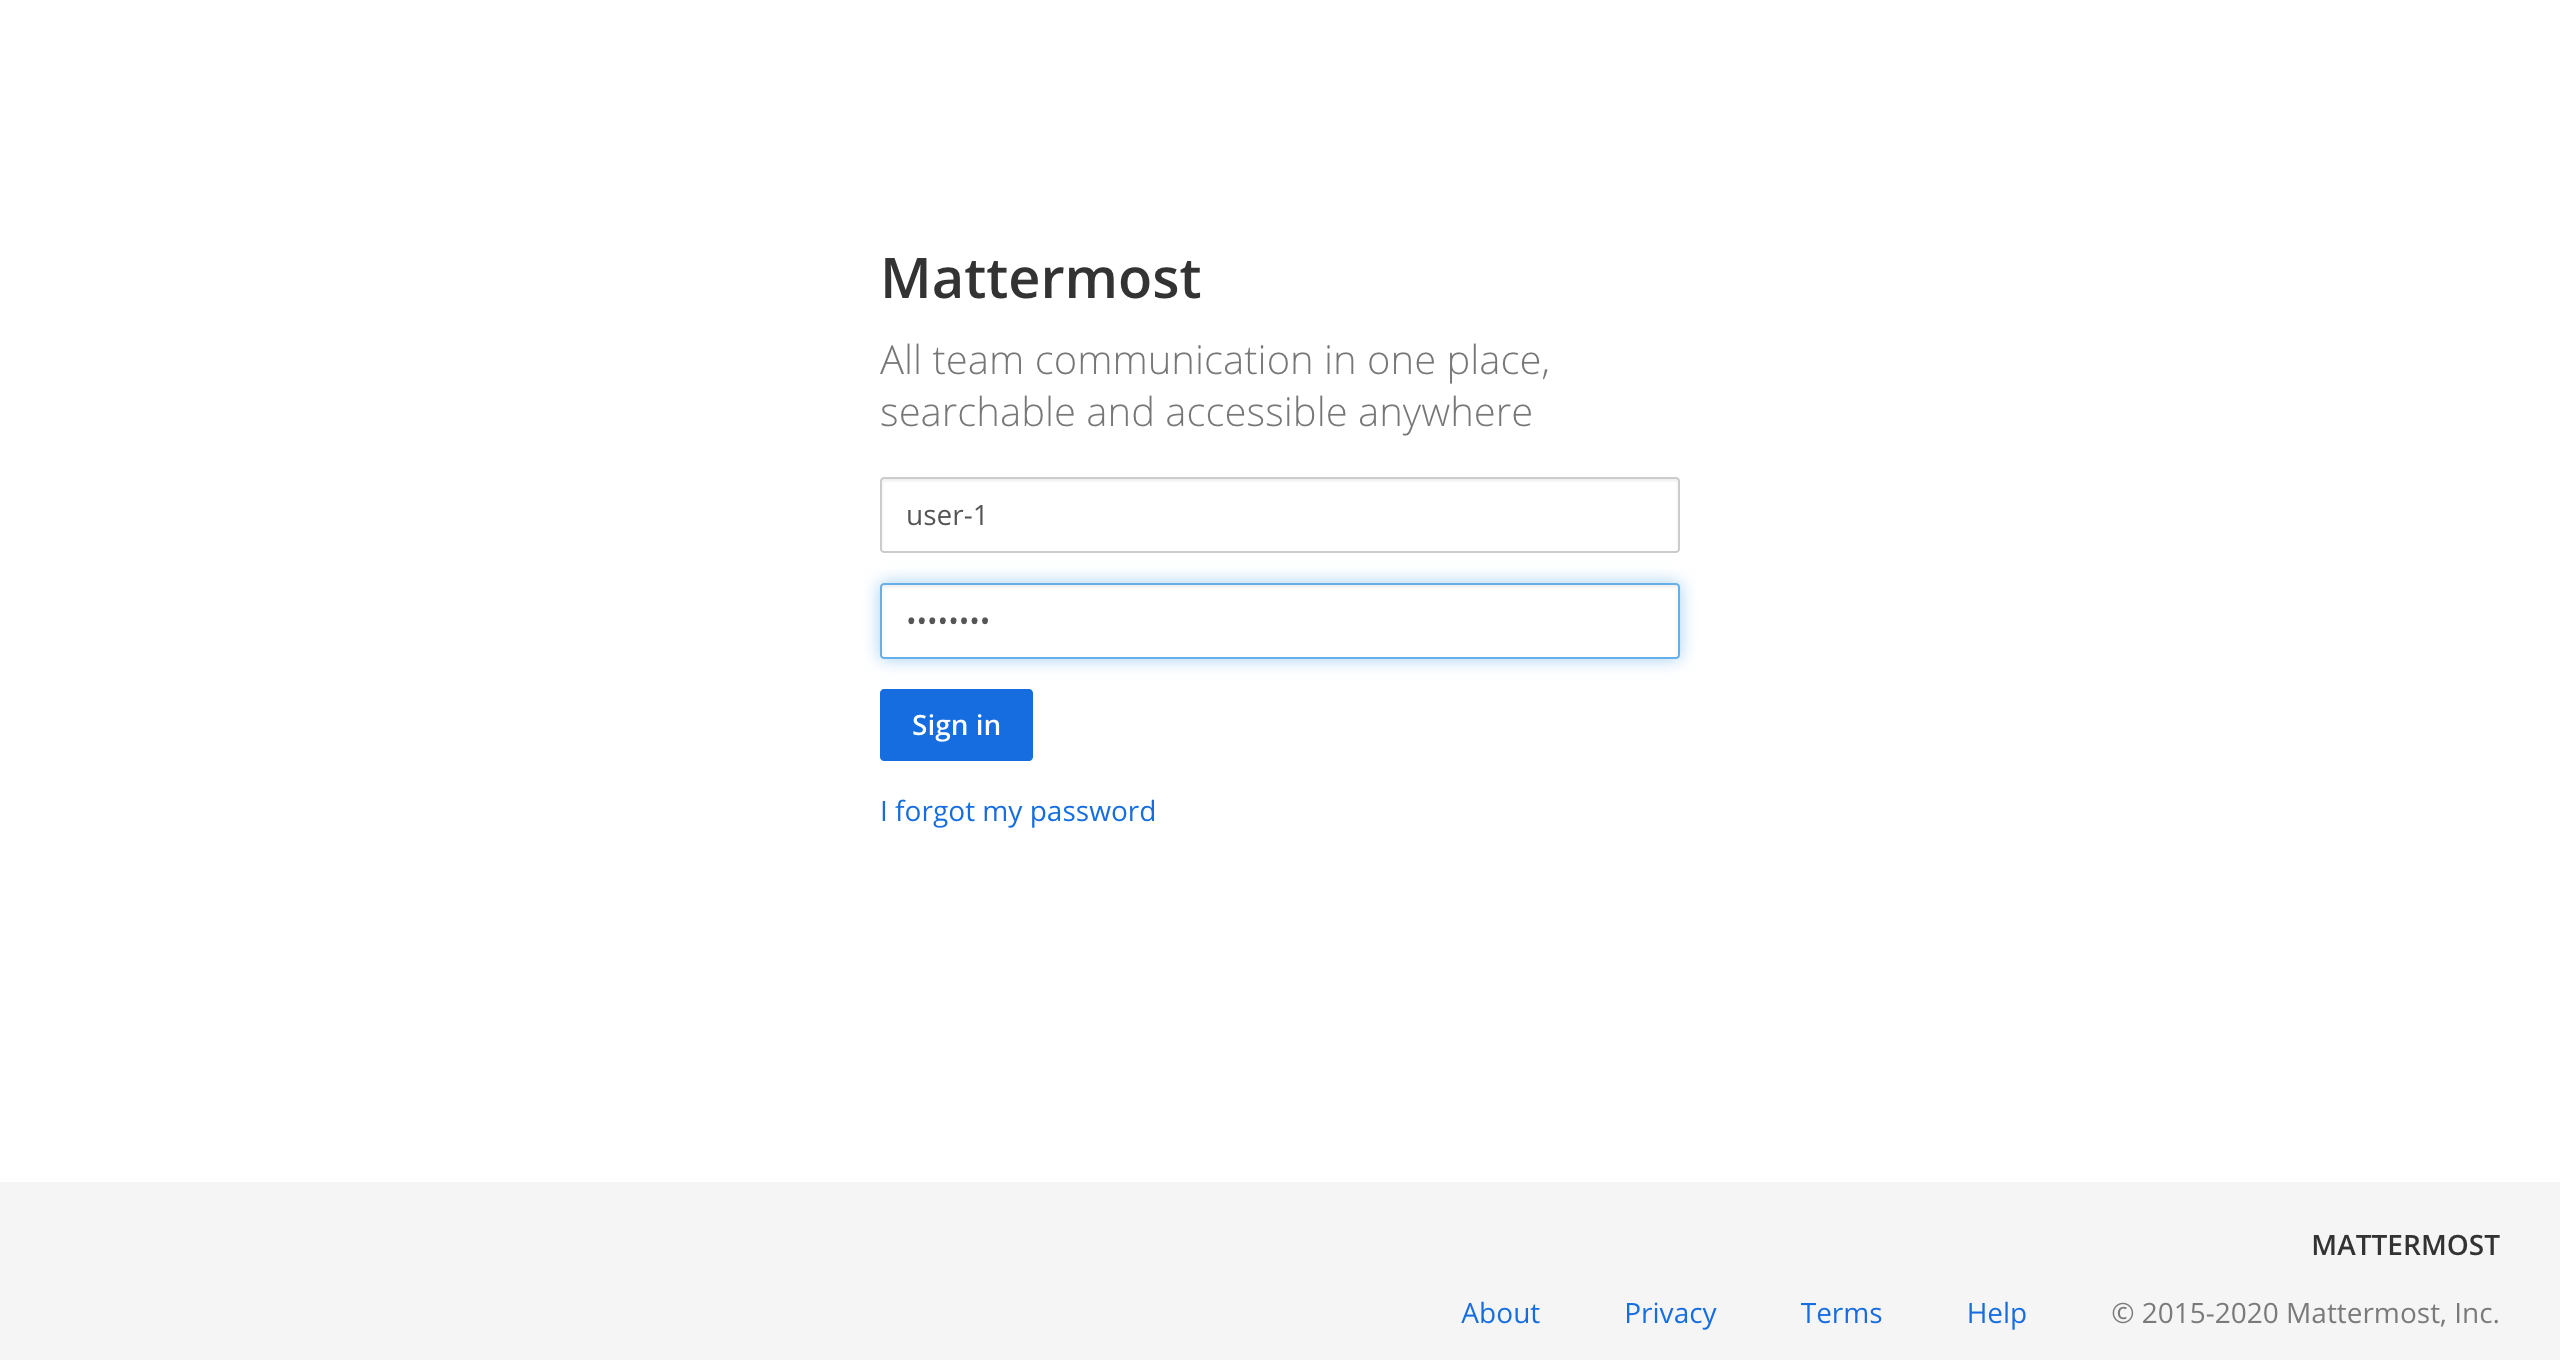 Mattermost
All team communication in one place,
searchable and accessible anywhere
user-1
••••••••
Sign in
I forgot my password
MATTERMOST
About Privacy Terms Help © 2015-2020 Mattermost, Inc.